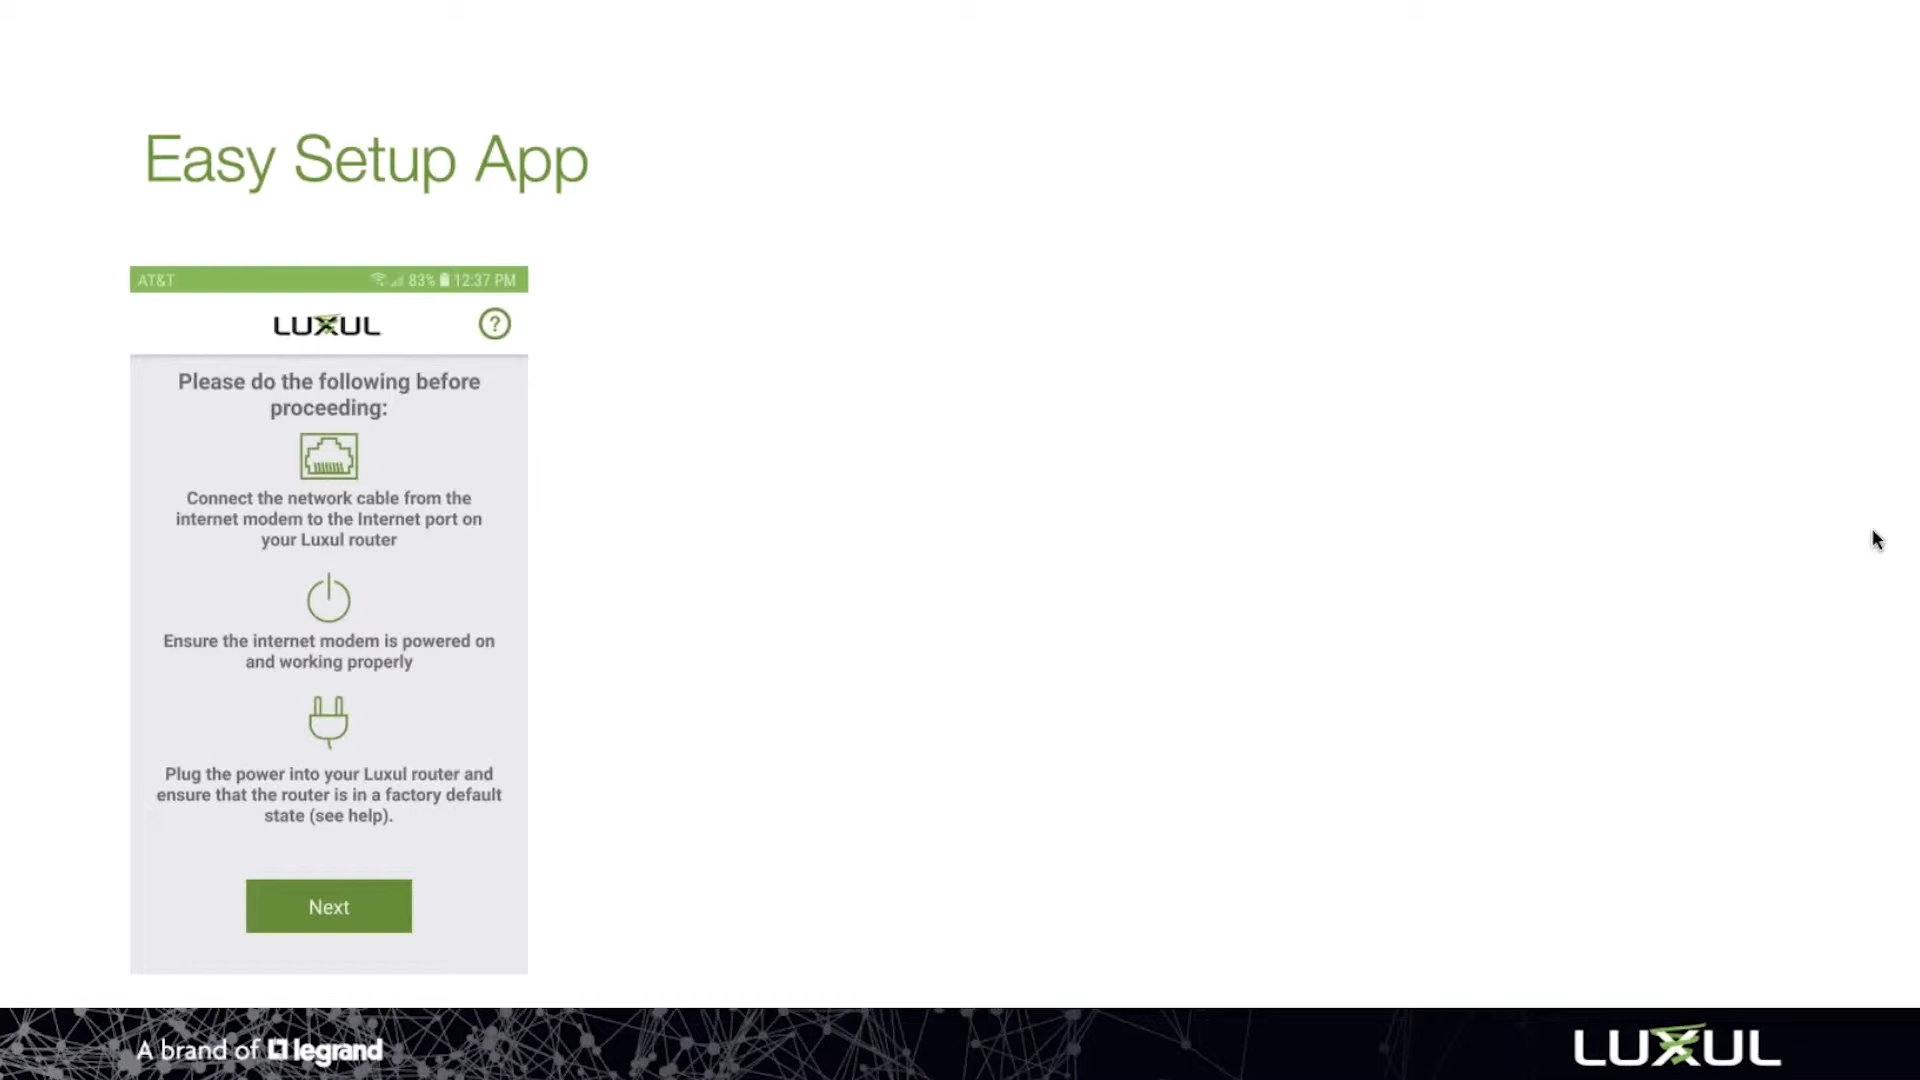 Easy Setup App
AT&T 83% 12:37 PM
LUXUL ?
Please do the following before
proceeding:
Connect the network cable from the
internet modem to the Internet port on
your Luxul router
Ensure the internet modem is powered on
and working properly
Plug the power into your Luxul router and
ensure that the router is in a factory default
state (see help).
Next
A brand of legrand
LUXUL